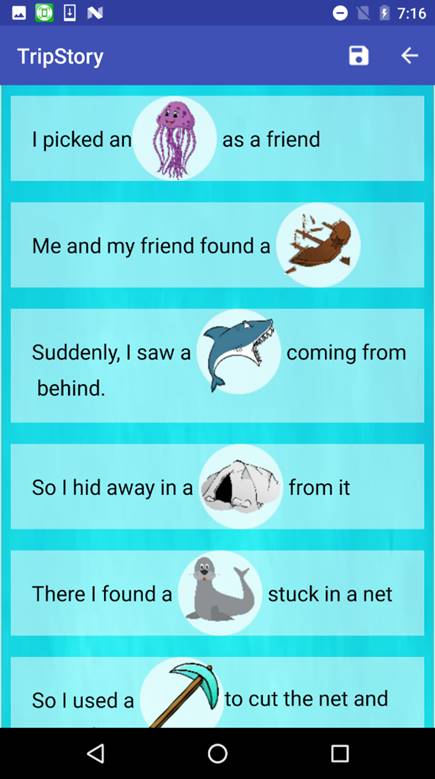 7:16
TripStory
I picked an as a friend
Me and my friend found a
Suddenly, I saw a coming from
behind.
So I hid away in a from it
There I found a stuck in a net
So I used a to cut the net and